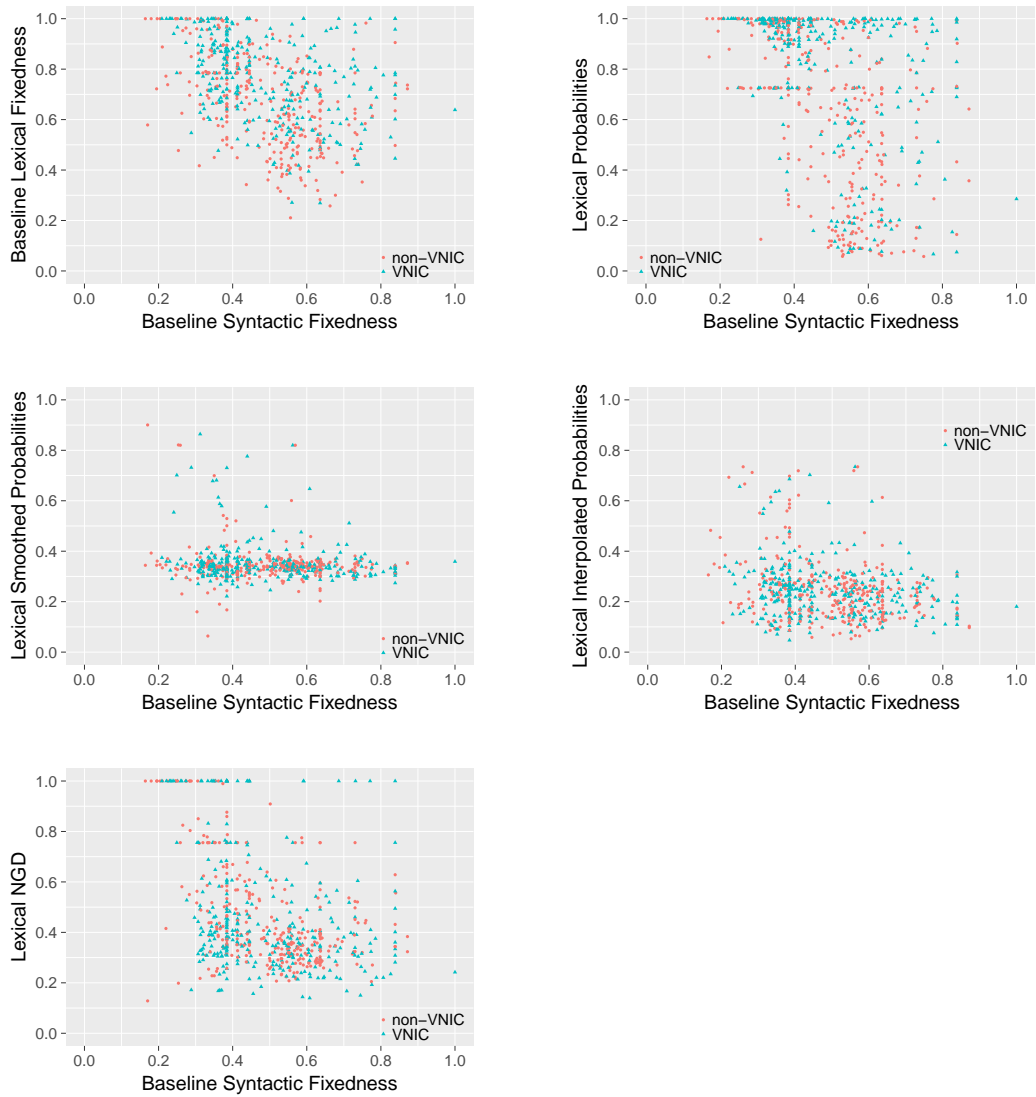 Baseline Lexical Fixedness
1.0
0.8
0.6
0.4
0.2
0.0
non−VNIC
VNIC
0.0 0.2 0.4 0.6 0.8 1.0
Baseline Syntactic Fixedness
Lexical Probabilities
1.0
0.8
0.6
0.4
0.2
0.0
non−VNIC
VNIC
0.0 0.2 0.4 0.6 0.8 1.0
Baseline Syntactic Fixedness
Lexical Smoothed Probabilities
1.0
0.8
0.6
0.4
0.2
0.0
non−VNIC
VNIC
0.0 0.2 0.4 0.6 0.8 1.0
Baseline Syntactic Fixedness
Lexical Interpolated Probabilities
1.0
0.8
0.6
0.4
0.2
0.0
non−VNIC
VNIC
0.0 0.2 0.4 0.6 0.8 1.0
Baseline Syntactic Fixedness
Lexical NGD
1.0
0.8
0.6
0.4
0.2
0.0
non−VNIC
VNIC
0.0 0.2 0.4 0.6 0.8 1.0
Baseline Syntactic Fixedness